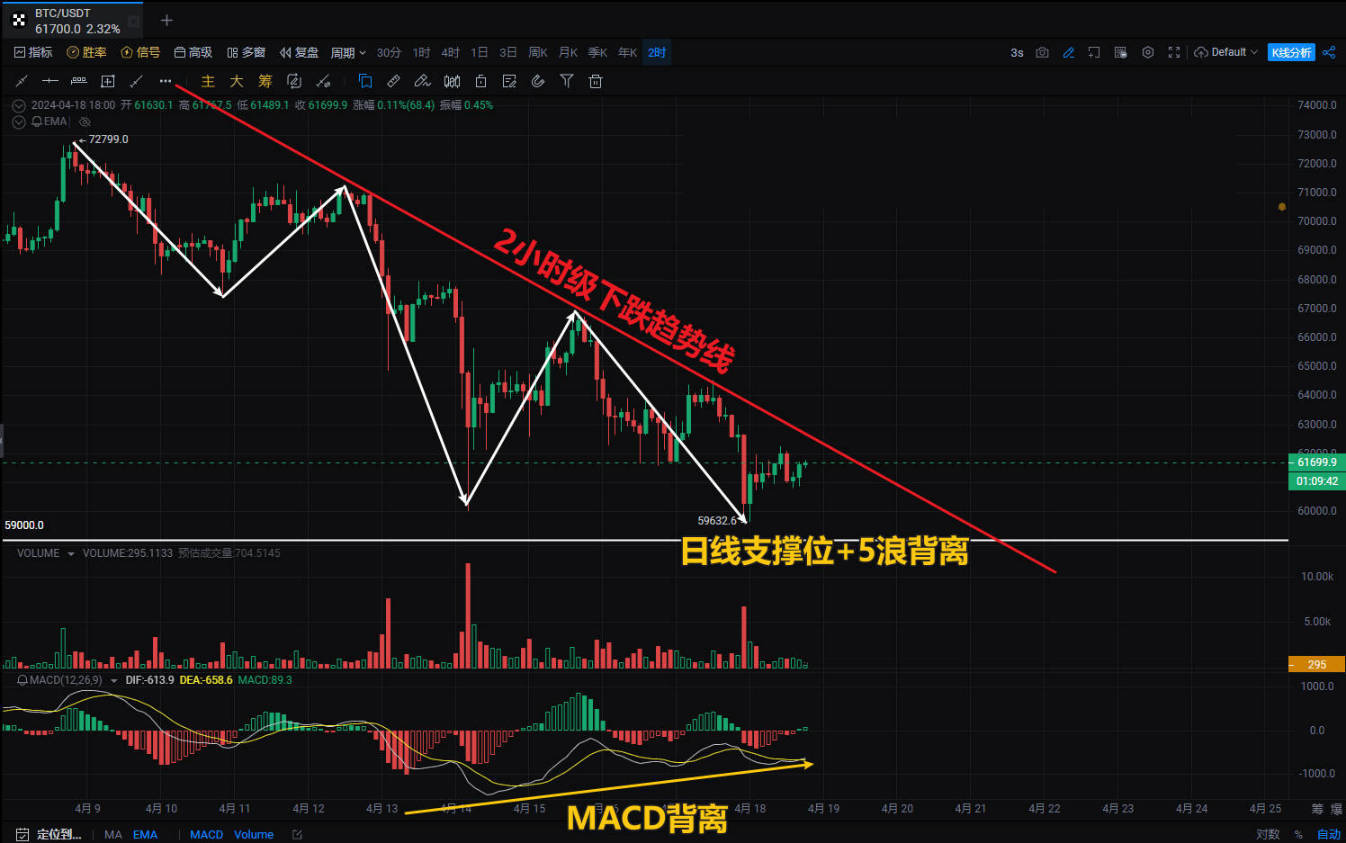 BTC/USDT
61700.0 2.32%
指标 胜率 信号 高级 多窗 复盘 周期 30分 1时 4时 1日 3日 周K 月K 季K 年K 2时 3s Default K线分析
主 大 筹
2024-04-18 18:00 开 61630.1 高 61767.5 低 61489.1 收 61699.9 涨幅 0.11%(68.4) 振幅 0.45%
EMA
74000.0
73000.0
72000.0
71000.0
70000.0
69000.0
68000.0
67000.0
66000.0
65000.0
64000.0
63000.0
62000.0
61699.9
01:09:42
60000.0
72799.0
2小时级下跌趋势线
59632.6
59000.0
日线支撑位+5浪背离
VOLUME VOLUME:295.1133 预估成交量:704.5145
10.00k
5.00k
295
MACD(12,26,9) DIF:-613.9 DEA:-658.6 MACD:89.3
1000.0
0.0
-1000.0
4月9 4月10 4月11 4月12 4月13 4月14 4月15 4月18 4月19 4月20 4月21 4月22 4月23 4月24 4月25 筹 爆
MACD背离
定位到... MA EMA MACD Volume 对数 % 自动